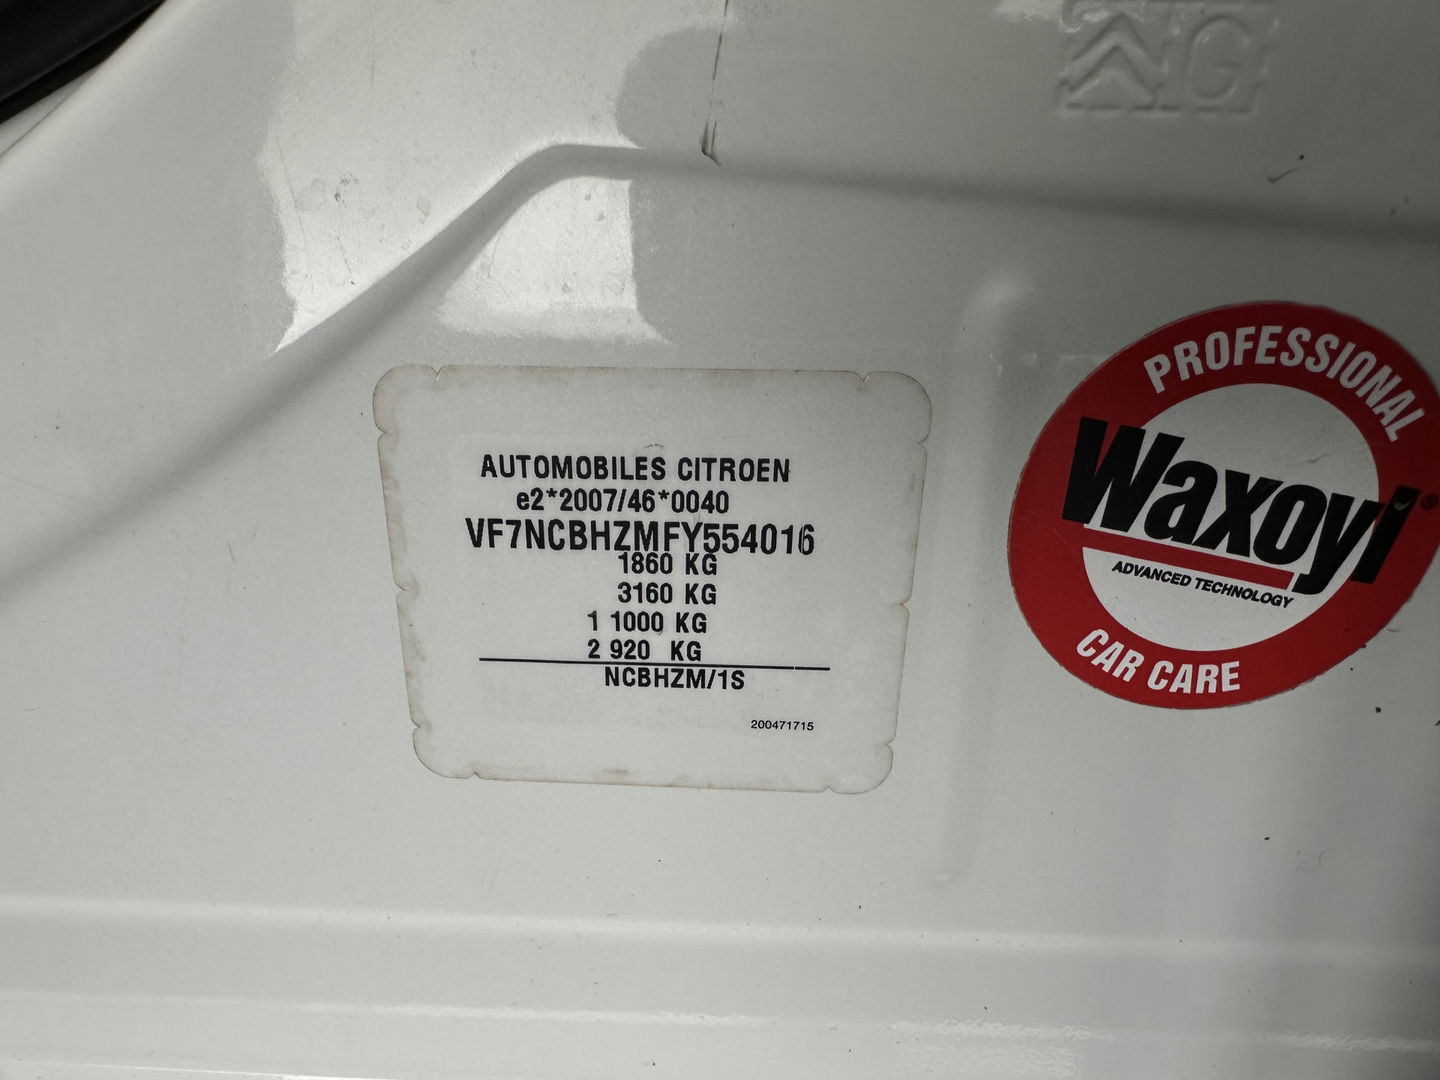 G
AUTOMOBILES CITROEN
e2*2007/46*0040
VF7NCBHZMFY554016
1860 KG
3160 KG
1 1000 KG
2 920 KG
NCBHZM/1S
200471715
PROFESSIONAL
Waxoyl®
ADVANCED TECHNOLOGY
CAR CARE